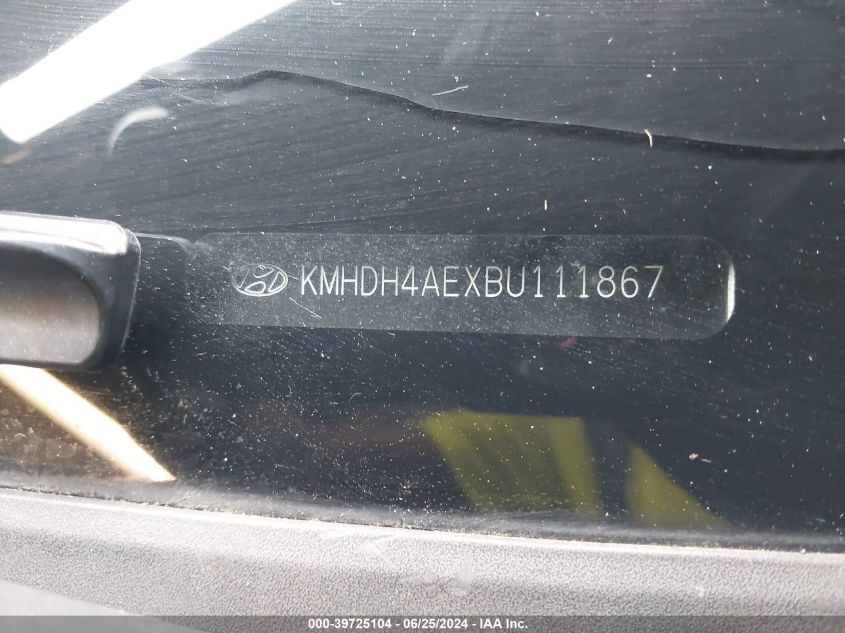 KMHDH4AEXBU111867
000-39725104 - 06/25/2024 - IAA, Inc.